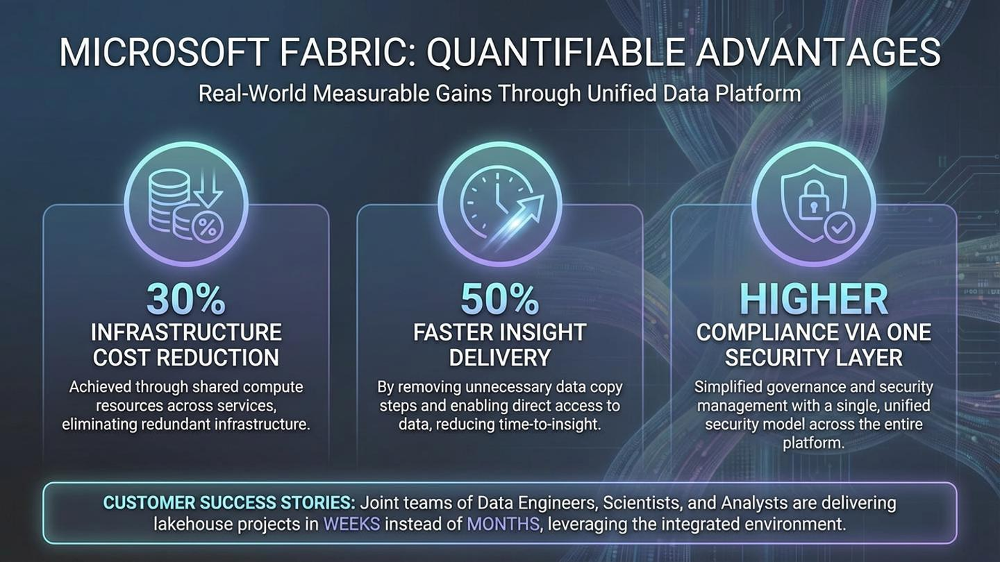 MICROSOFT FABRIC: QUANTIFIABLE ADVANTAGES
Real-World Measurable Gains Through Unified Data Platform
30%
INFRASTRUCTURE
COST REDUCTION
Achieved through shared compute
resources across services,
eliminating redundant infrastructure.
50%
FASTER INSIGHT
DELIVERY
By removing unnecessary data copy
steps and enabling direct access to
data, reducing time-to-insight.
HIGHER
COMPLIANCE VIA ONE
SECURITY LAYER
Simplified governance and security
management with a single, unified
security model across the entire
platform.
CUSTOMER SUCCESS STORIES: Joint teams of Data Engineers, Scientists, and Analysts are delivering
lakehouse projects in WEEKS instead of MONTHS, leveraging the integrated environment.